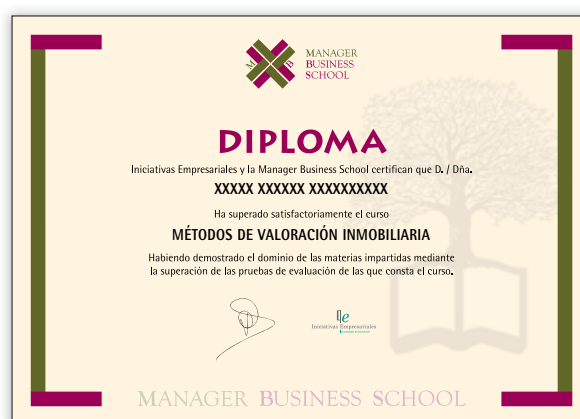 M B
MANAGER
BUSINESS
SCHOOL
DIPLOMA
Iniciativas Empresariales y la Manager Business School certifican que D. / Dña.
XXXXX XXXXXX XXXXXXXXXX
Ha superado satisfactoriamente el curso
MÉTODOS DE VALORACIÓN INMOBILIARIA
Habiendo demostrado el dominio de las materias impartidas mediante
la superación de las pruebas de evaluación de las que consta el curso.
Iniciativas Empresariales
MANAGER BUSINESS SCHOOL